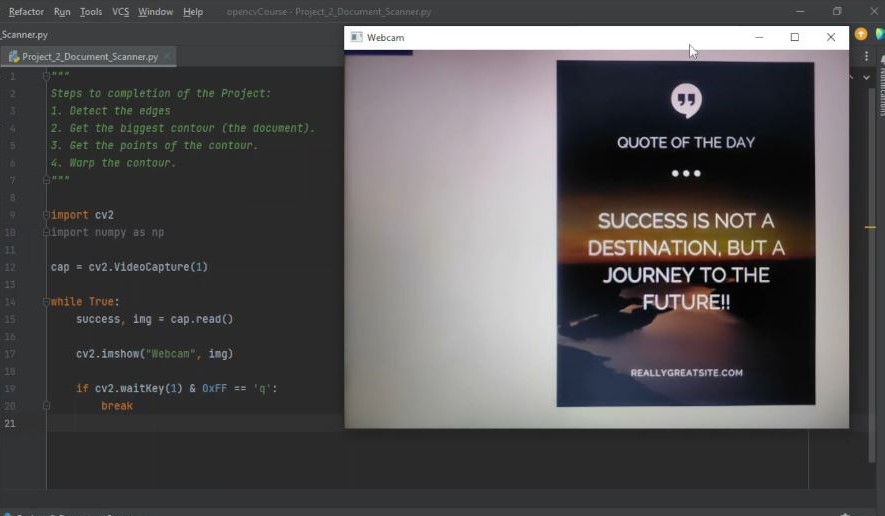 Refactor Run Tools VCS Window Help opencvCourse - Project_2_Document_Scanner.py
_Scanner.py
Project_2_Document_Scanner.py
1 """
2 Steps to completion of the Project:
3 1. Detect the edges
4 2. Get the biggest contour (the document).
5 3. Get the points of the contour.
6 4. Warp the contour.
7 """
8
9 import cv2
10 import numpy as np
11
12 cap = cv2.VideoCapture(1)
13
14 while True:
15 success, img = cap.read()
16
17 cv2.imshow("Webcam", img)
18
19 if cv2.waitKey(1) & 0xFF == 'q':
20 break
21
Webcam
QUOTE OF THE DAY
SUCCESS IS NOT A
DESTINATION, BUT A
JOURNEY TO THE
FUTURE!!
REALLYGREATSITE.COM
Notifications